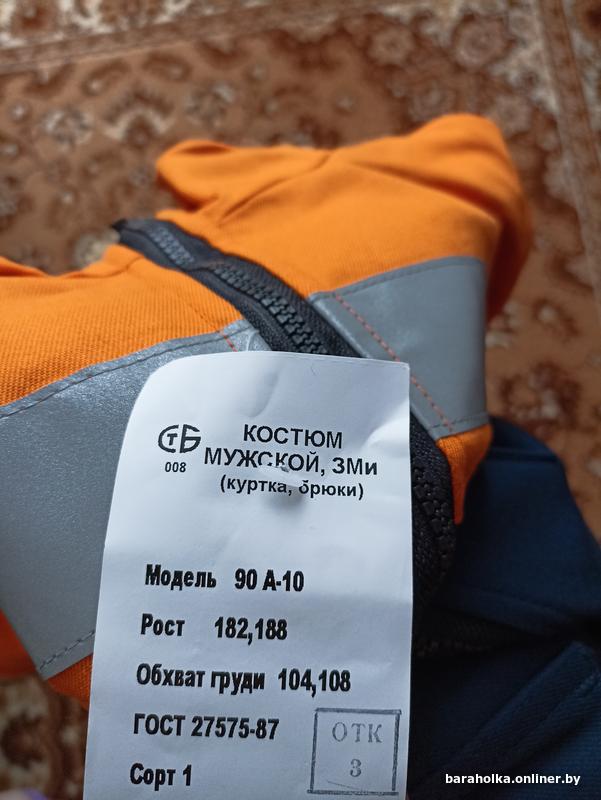 СТБ
008
КОСТЮМ
МУЖСКОЙ, ЗМи
(куртка, брюки)
Модель 90 А-10
Рост 182,188
Обхват груди 104,108
ГОСТ 27575-87
Сорт 1
ОТК
3
baraholka.onliner.by